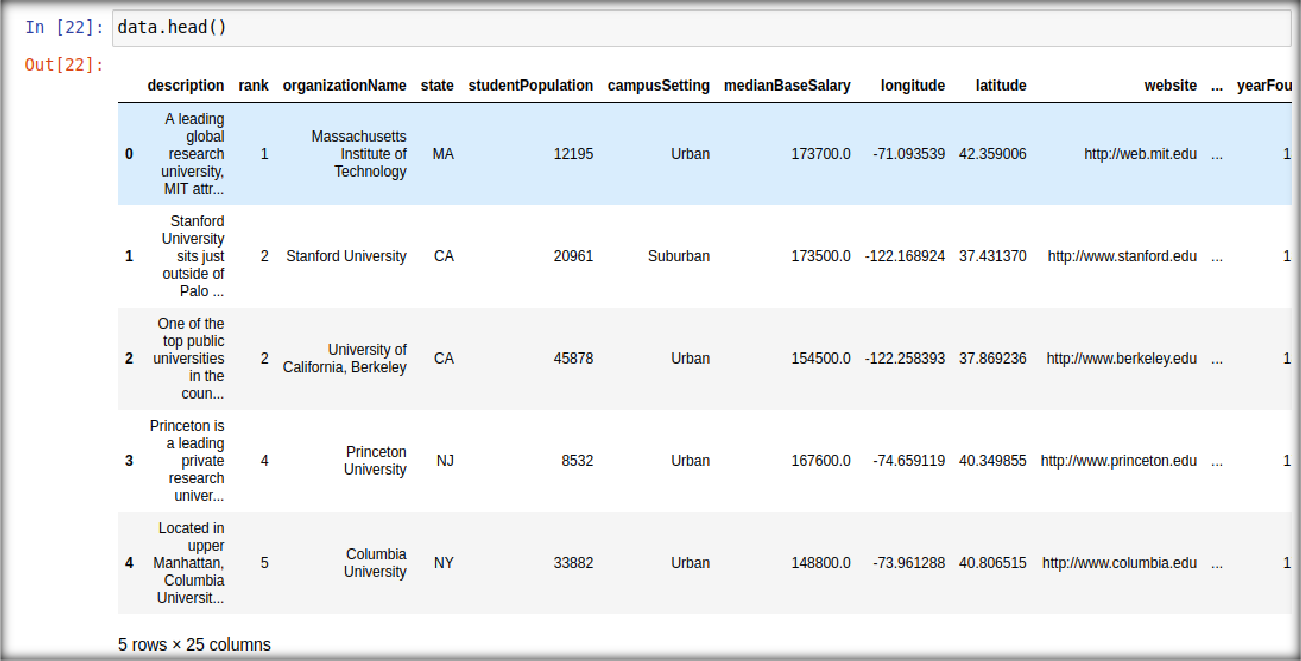 In [22]: data.head()
Out[22]:
description rank organizationName state studentPopulation campusSetting medianBaseSalary longitude latitude website ... yearFou
0 A leading global research university, MIT attr... 1 Massachusetts Institute of Technology MA 12195 Urban 173700.0 -71.093539 42.359006 http://web.mit.edu ... 1
1 Stanford University sits just outside of Palo ... 2 Stanford University CA 20961 Suburban 173500.0 -122.168924 37.431370 http://www.stanford.edu ... 1
2 One of the top public universities in the coun... 2 University of California, Berkeley CA 45878 Urban 154500.0 -122.258393 37.869236 http://www.berkeley.edu ... 1
3 Princeton is a leading private research univer... 4 Princeton University NJ 8532 Urban 167600.0 -74.659119 40.349855 http://www.princeton.edu ... 1
4 Located in upper Manhattan, Columbia Universit... 5 Columbia University NY 33882 Urban 148800.0 -73.961288 40.806515 http://www.columbia.edu ... 1
5 rows × 25 columns